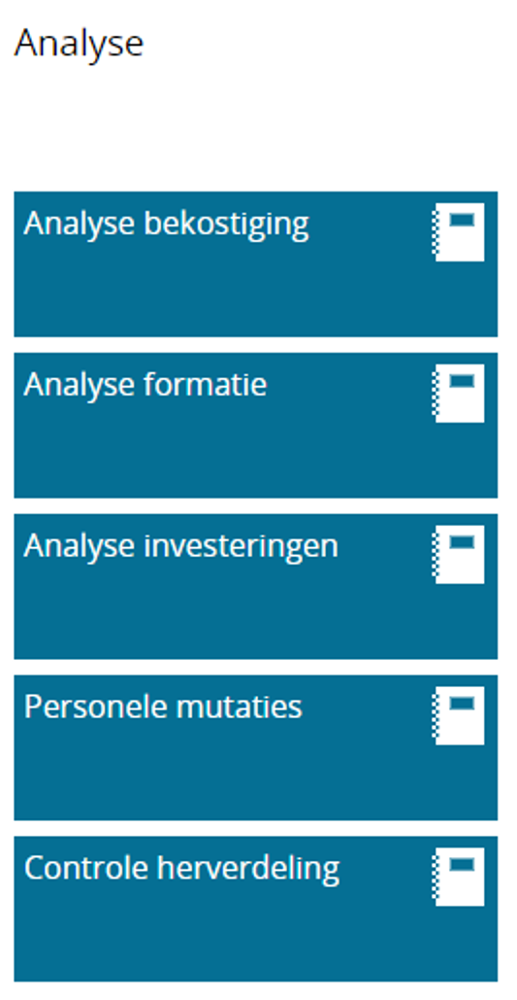 Analyse
Analyse bekostiging
Analyse formatie
Analyse investeringen
Personele mutaties
Controle herverdeling